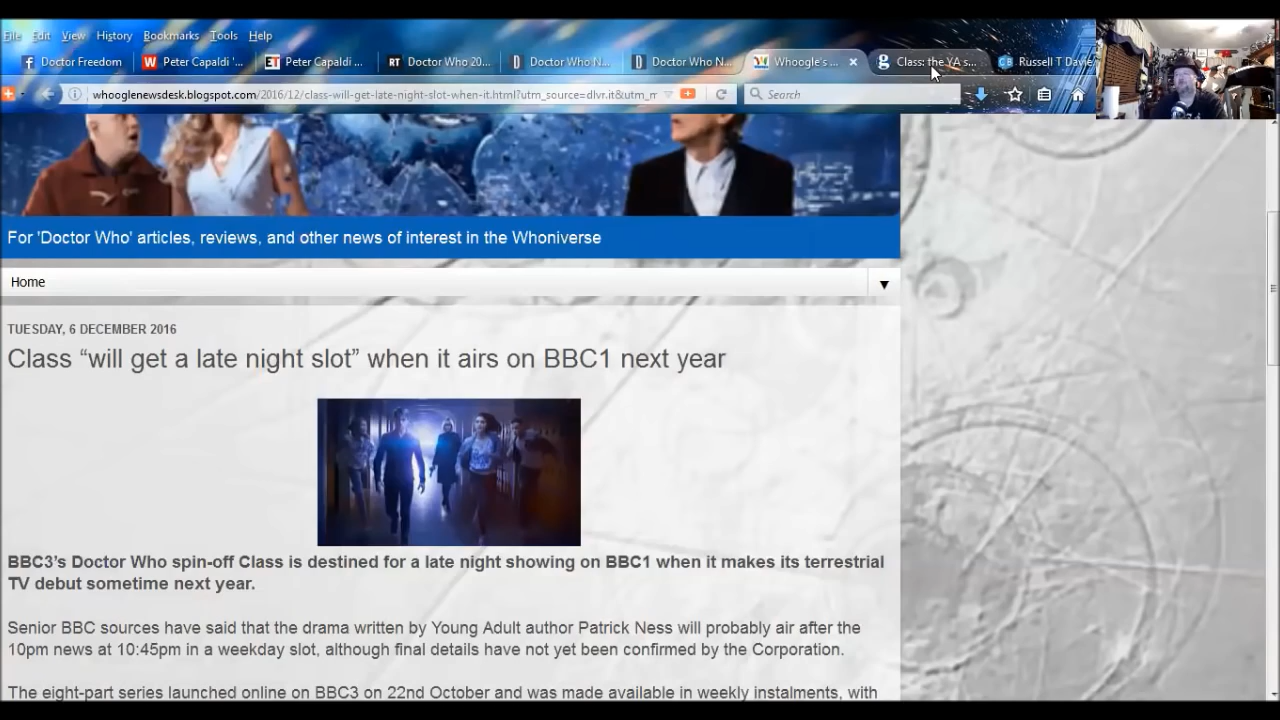 File Edit View History Bookmarks Tools Help
Doctor Freedom Peter Capaldi '... Peter Capaldi ... RT Doctor Who 20... Doctor Who N... Doctor Who N... Whoogle's ... Class: the YA s... Russell T Davie
whooglenewsdesk.blogspot.com/2016/12/class-will-get-late-night-slot-when-it.html?utm_source=dlvr.it&utm_m Search
For 'Doctor Who' articles, reviews, and other news of interest in the Whoniverse
Home
TUESDAY, 6 DECEMBER 2016
Class “will get a late night slot” when it airs on BBC1 next year
BBC3’s Doctor Who spin-off Class is destined for a late night showing on BBC1 when it makes its terrestrial
TV debut sometime next year.
Senior BBC sources have said that the drama written by Young Adult author Patrick Ness will probably air after the
10pm news at 10:45pm in a weekday slot, although final details have not yet been confirmed by the Corporation.
The eight-part series launched online on BBC3 on 22nd October and was made available in weekly instalments, with